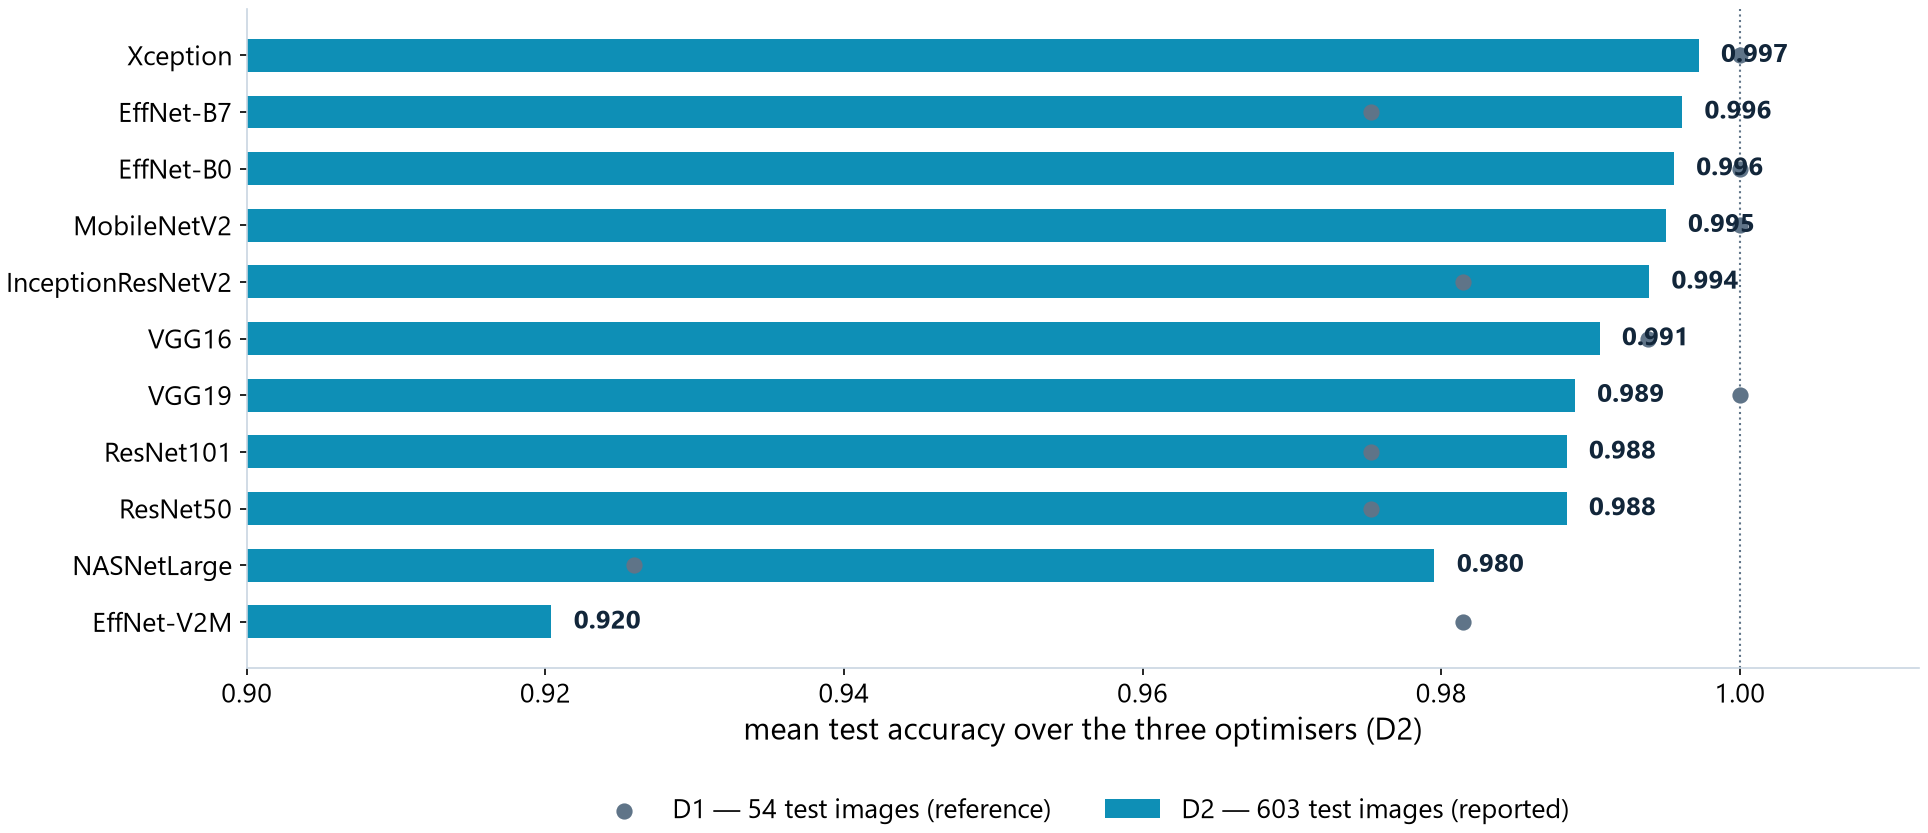 Xception 0.997
EffNet-B7 0.996
EffNet-B0 0.996
MobileNetV2 0.995
InceptionResNetV2 0.994
VGG16 0.991
VGG19 0.989
ResNet101 0.988
ResNet50 0.988
NASNetLarge 0.980
EffNet-V2M 0.920
0.90 0.92 0.94 0.96 0.98 1.00
mean test accuracy over the three optimisers (D2)
D1 — 54 test images (reference) D2 — 603 test images (reported)